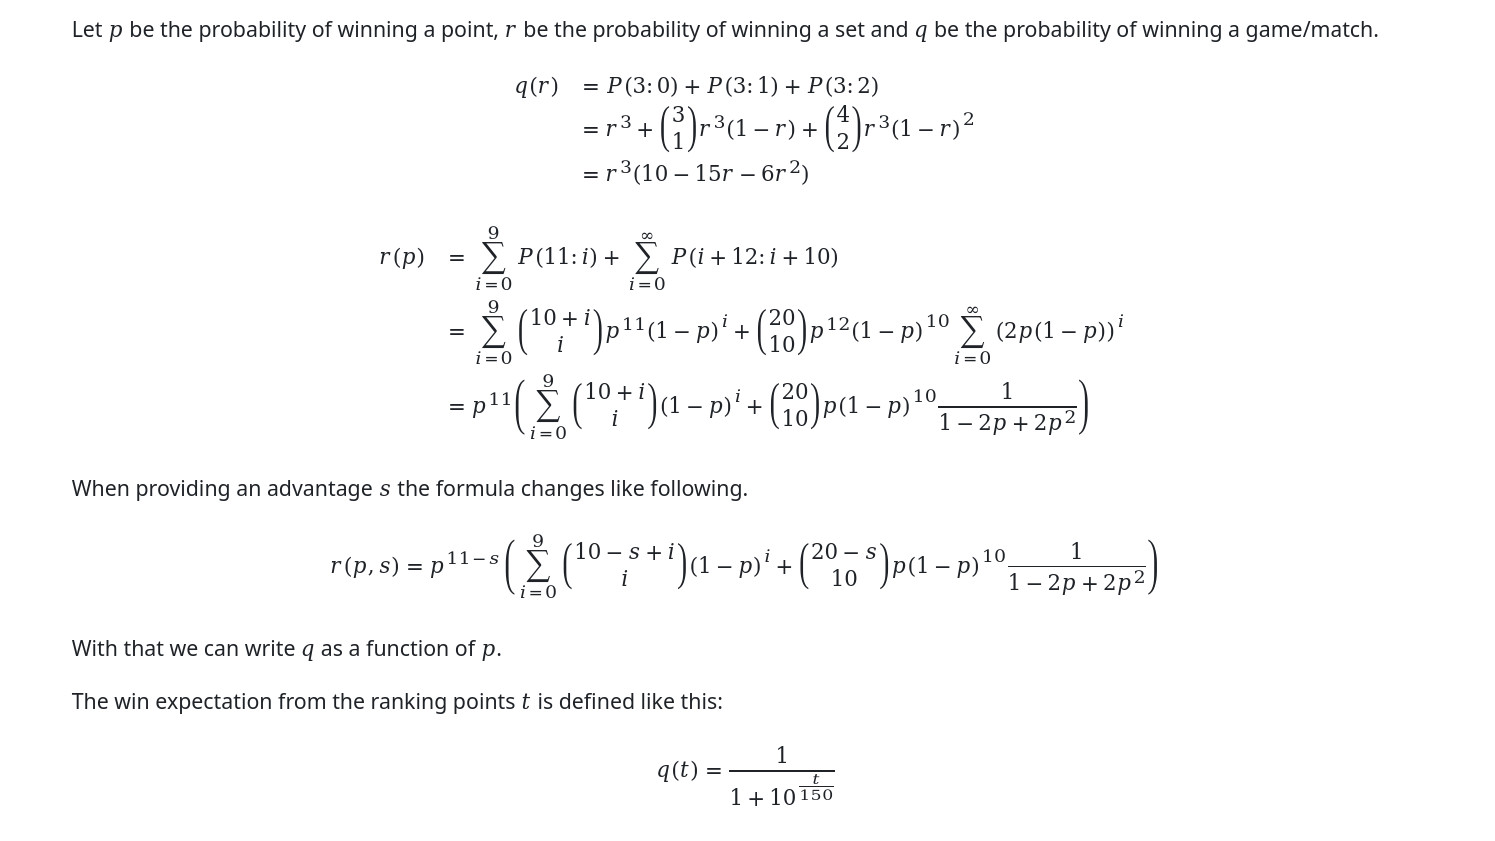 Let p be the probability of winning a point, r be the probability of winning a set and q be the probability of winning a game/match.
q(r) = P(3:0) + P(3:1) + P(3:2)
= r^3 + \binom{3}{1} r^3(1 − r) + \binom{4}{2} r^3(1 − r)^2
= r^3(10 − 15r − 6r^2)
r(p) = \sum_{i=0}^{9} P(11:i) + \sum_{i=0}^{∞} P(i + 12:i + 10)
= \sum_{i=0}^{9} \binom{10 + i}{i} p^{11}(1 − p)^i + \binom{20}{10} p^{12}(1 − p)^{10} \sum_{i=0}^{∞} (2p(1 − p))^i
= p^{11} ( \sum_{i=0}^{9} \binom{10 + i}{i} (1 − p)^i + \binom{20}{10} p(1 − p)^{10} \frac{1}{1 − 2p + 2p^2} )
When providing an advantage s the formula changes like following.
r(p, s) = p^{11−s} ( \sum_{i=0}^{9} \binom{10 − s + i}{i} (1 − p)^i + \binom{20 − s}{10} p(1 − p)^{10} \frac{1}{1 − 2p + 2p^2} )
With that we can write q as a function of p.
The win expectation from the ranking points t is defined like this:
q(t) = \frac{1}{1 + 10^{\frac{t}{150}}}